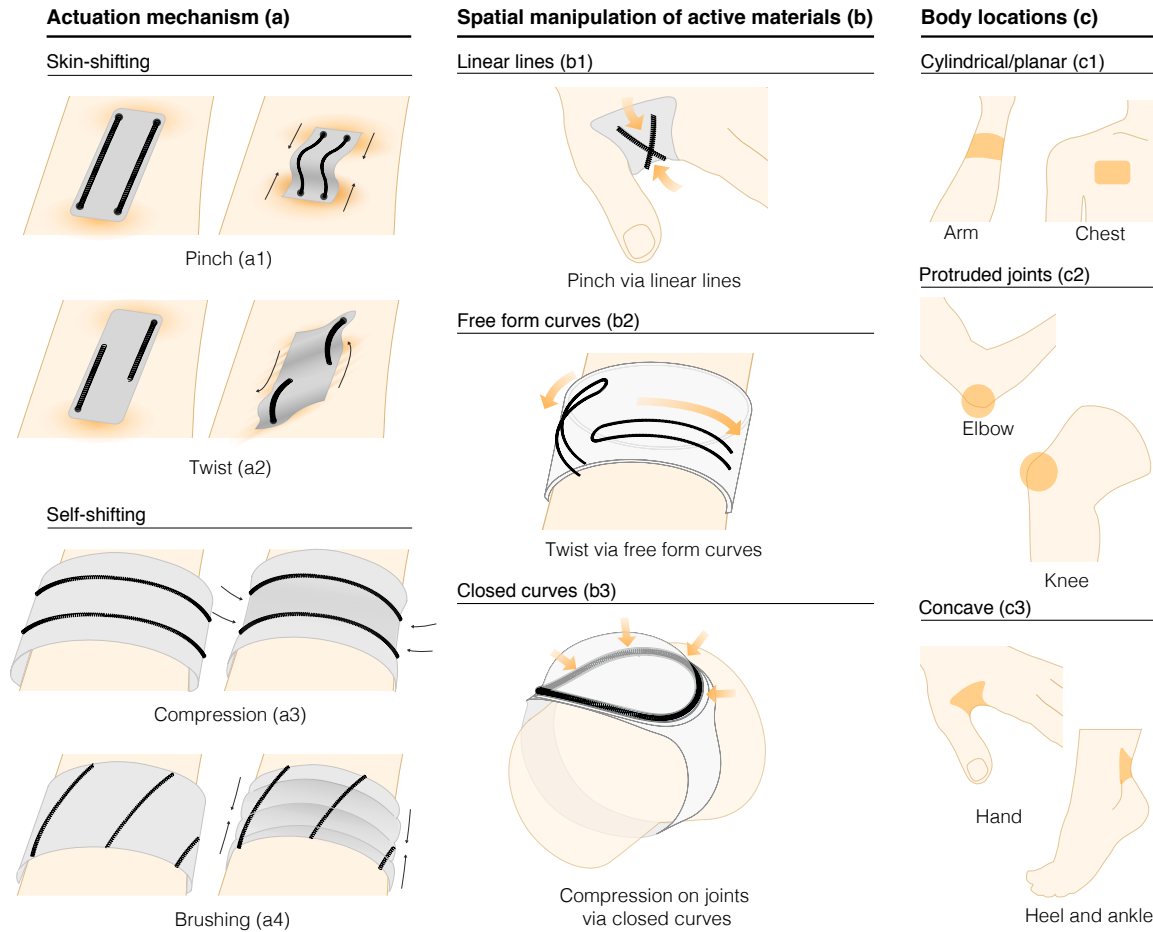 Actuation mechanism (a)
Skin-shifting
Pinch (a1)
Twist (a2)
Self-shifting
Compression (a3)
Brushing (a4)
Spatial manipulation of active materials (b)
Linear lines (b1)
Pinch via linear lines
Free form curves (b2)
Twist via free form curves
Closed curves (b3)
Compression on joints
via closed curves
Body locations (c)
Cylindrical/planar (c1)
Arm
Chest
Protruded joints (c2)
Elbow
Knee
Concave (c3)
Hand
Heel and ankle